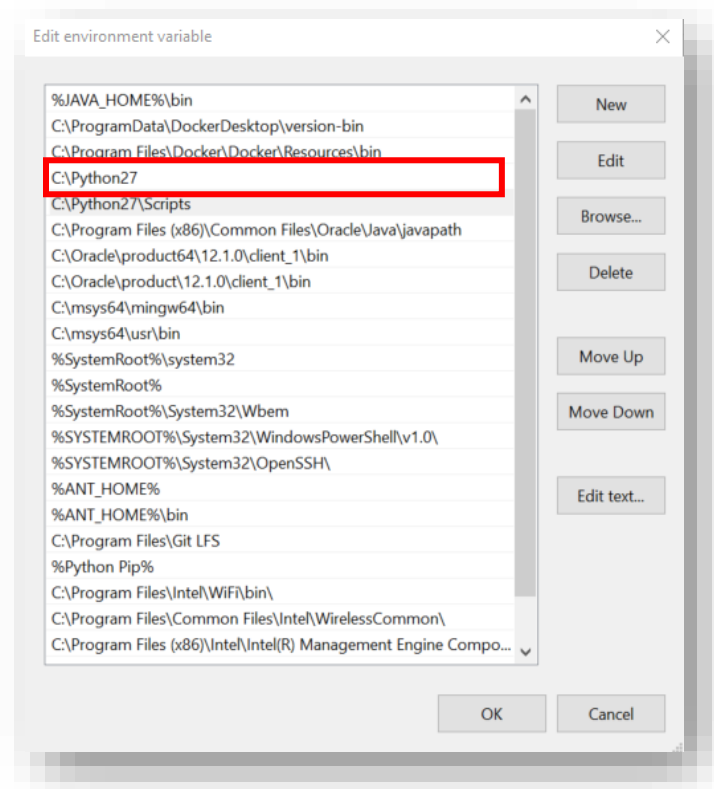 Edit environment variable
%JAVA_HOME%\bin
C:\ProgramData\DockerDesktop\version-bin
C:\Program Files\Docker\Docker\Resources\bin
C:\Python27
C:\Python27\Scripts
C:\Program Files (x86)\Common Files\Oracle\Java\javapath
C:\Oracle\product64\12.1.0\client_1\bin
C:\Oracle\product\12.1.0\client_1\bin
C:\msys64\mingw64\bin
C:\msys64\usr\bin
%SystemRoot%\system32
%SystemRoot%
%SystemRoot%\System32\Wbem
%SYSTEMROOT%\System32\WindowsPowerShell\v1.0\
%SYSTEMROOT%\System32\OpenSSH\
%ANT_HOME%
%ANT_HOME%\bin
C:\Program Files\Git LFS
%Python Pip%
C:\Program Files\Intel\WiFi\bin\
C:\Program Files\Common Files\Intel\WirelessCommon\
C:\Program Files (x86)\Intel\Intel(R) Management Engine Compo...
New
Edit
Browse...
Delete
Move Up
Move Down
Edit text...
OK
Cancel